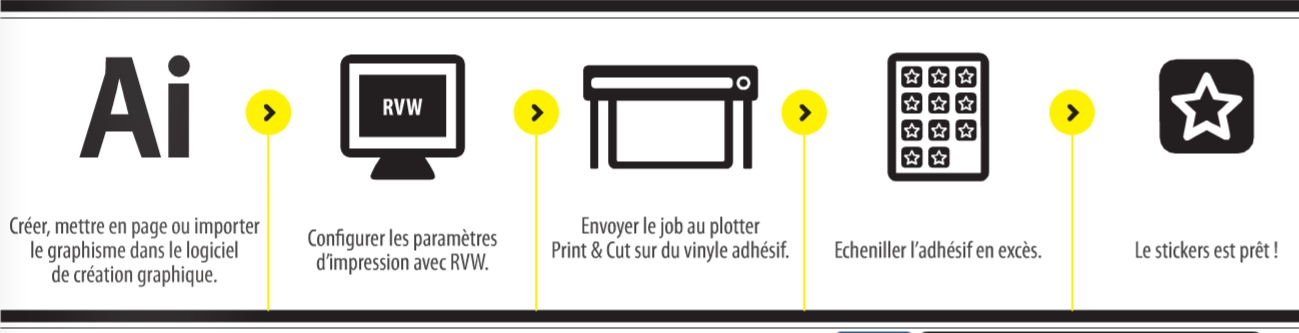 Ai
Créer, mettre en page ou importer
le graphisme dans le logiciel
de création graphique.
RVW
Configurer les paramètres
d'impression avec RVW.
Envoyer le job au plotter
Print & Cut sur du vinyle adhésif.
Echeniller l'adhésif en excès.
Le stickers est prêt !